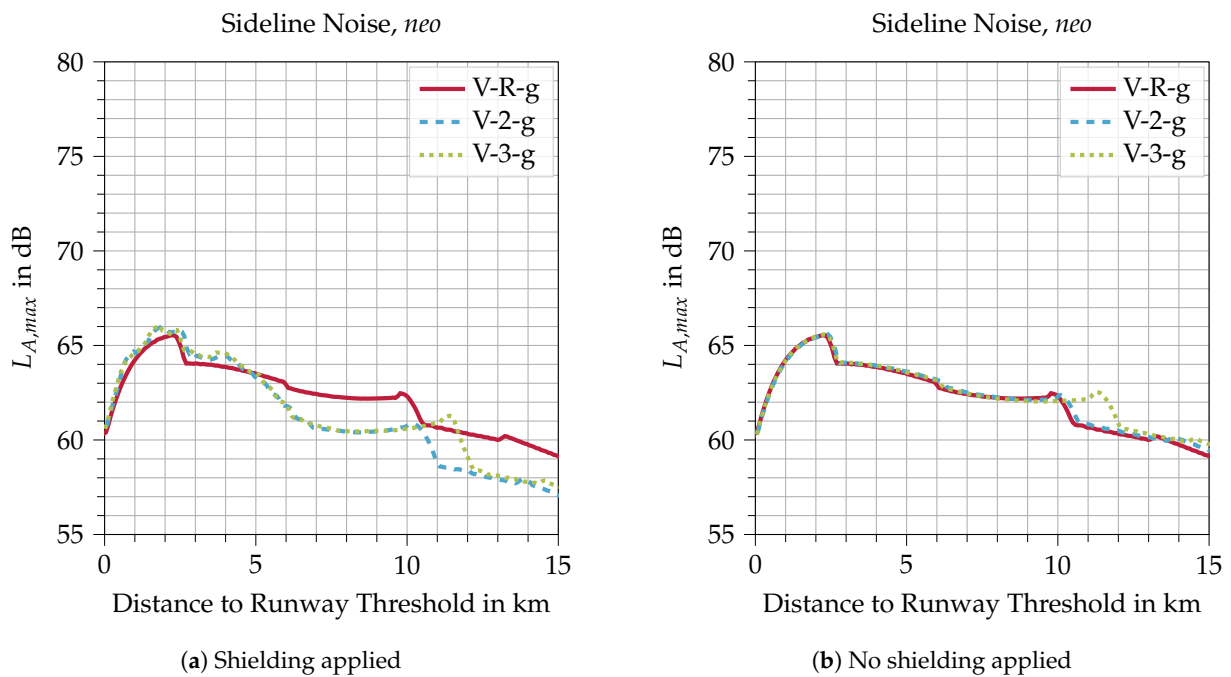 Sideline Noise, neo
80
75
70
65
60
55
L_{A,max} in dB
V-R-g
V-2-g
V-3-g
0 5 10 15
Distance to Runway Threshold in km
(a) Shielding applied
Sideline Noise, neo
80
75
70
65
60
55
L_{A,max} in dB
V-R-g
V-2-g
V-3-g
0 5 10 15
Distance to Runway Threshold in km
(b) No shielding applied